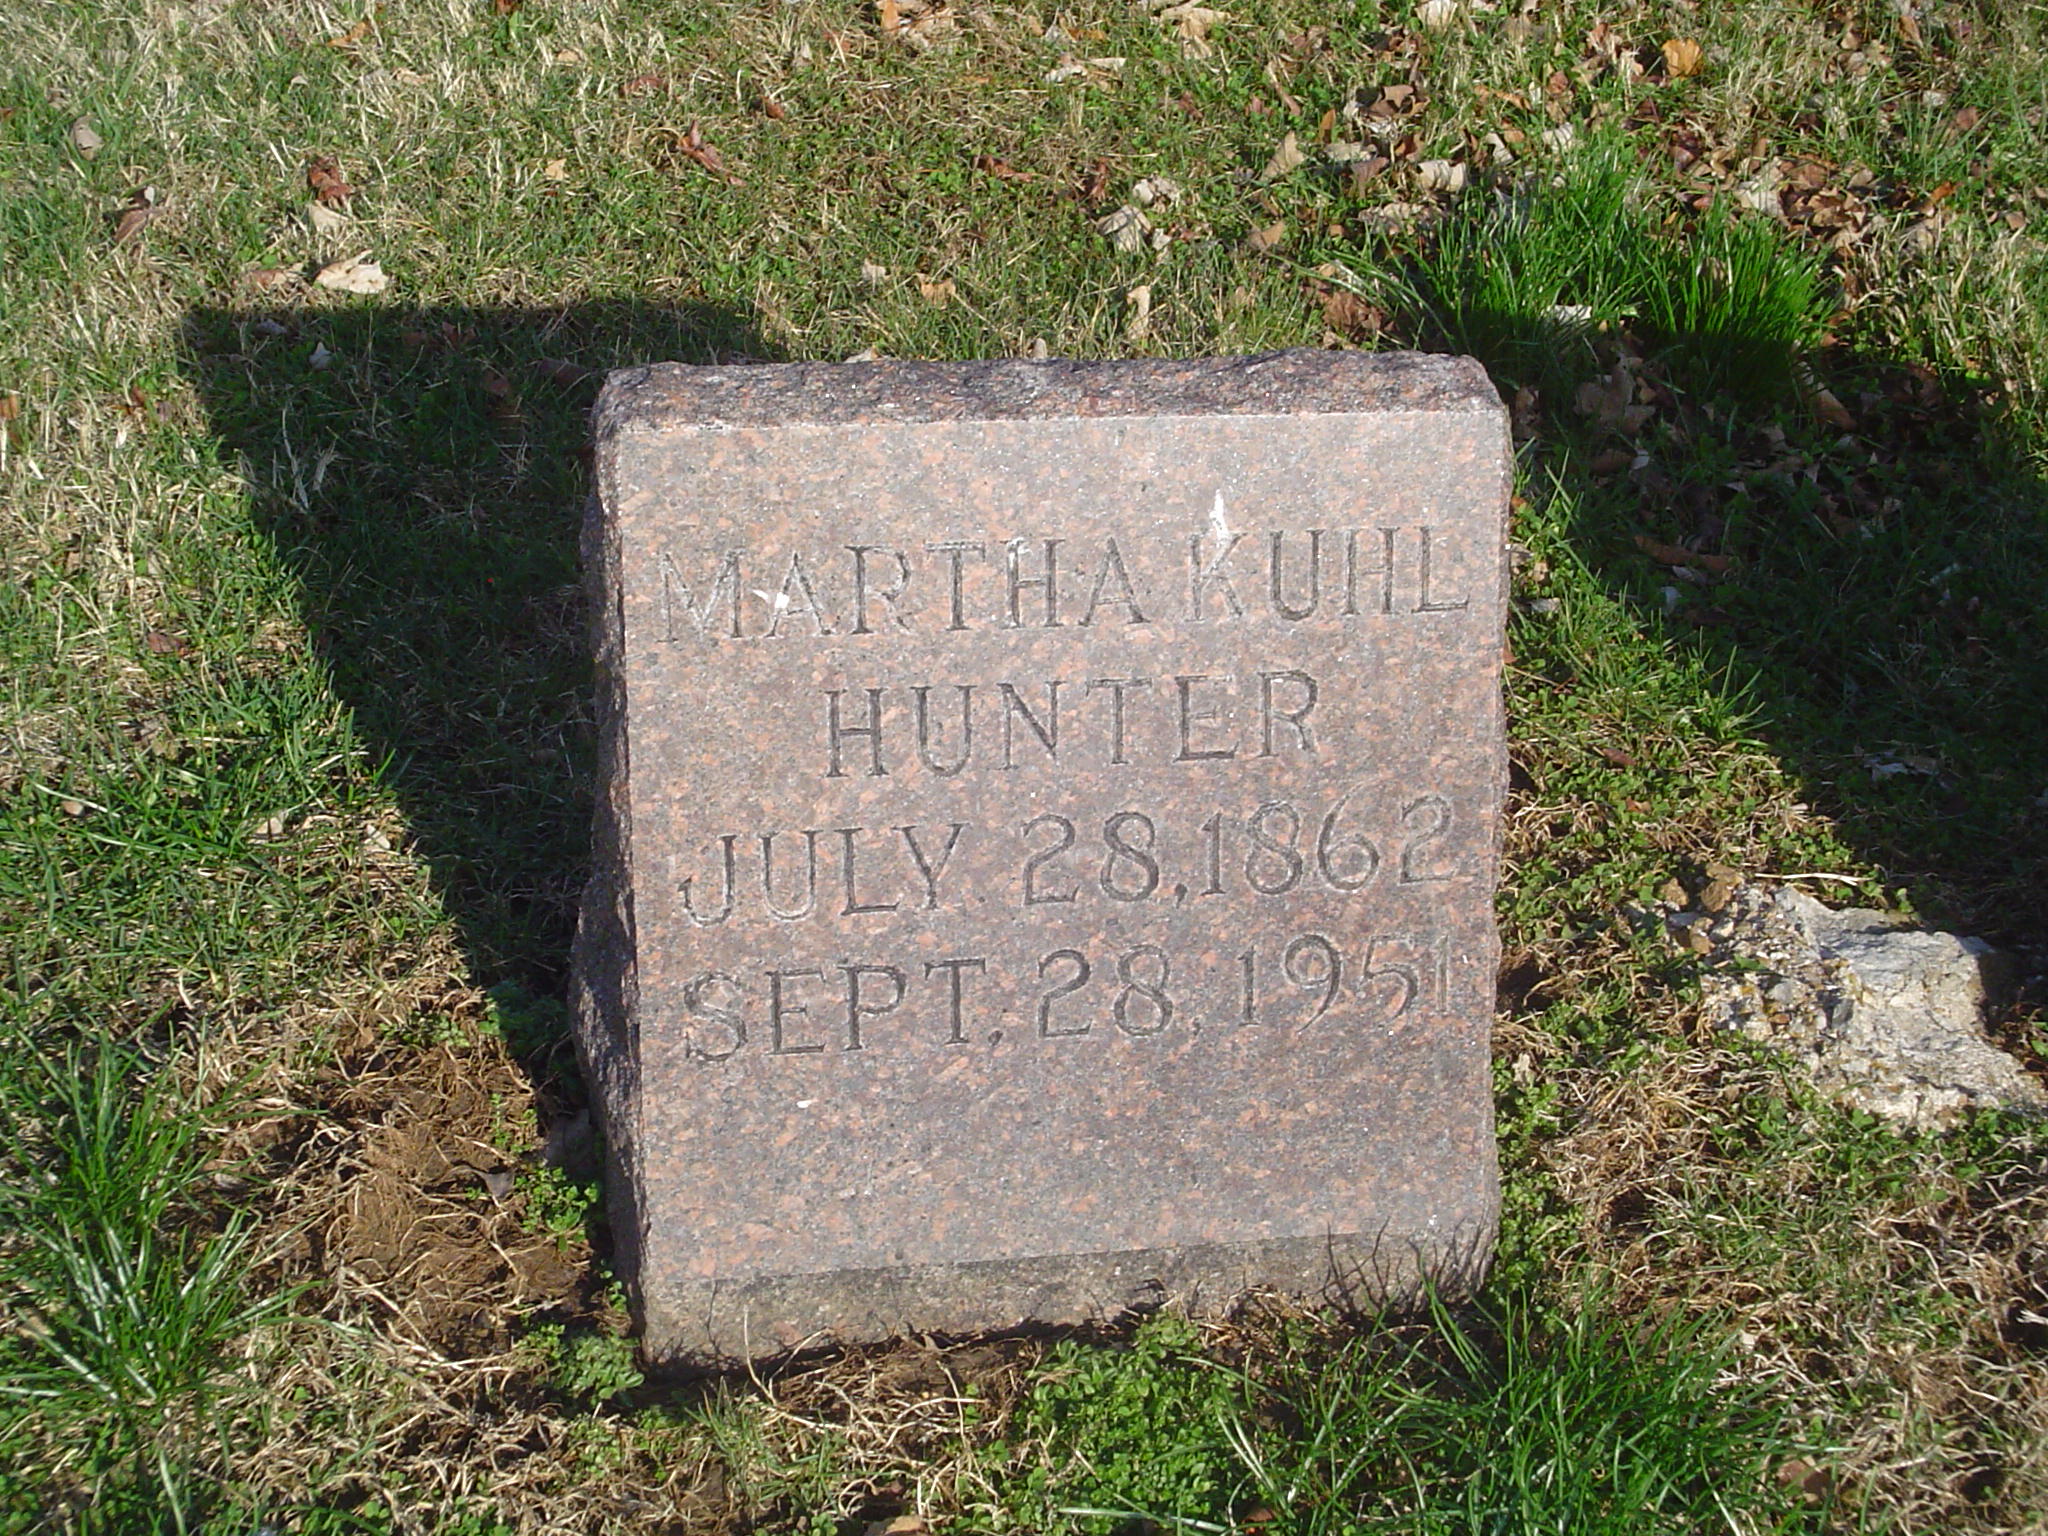 MARTHA KUHL
HUNTER
JULY 28, 1862
SEPT. 28, 1951